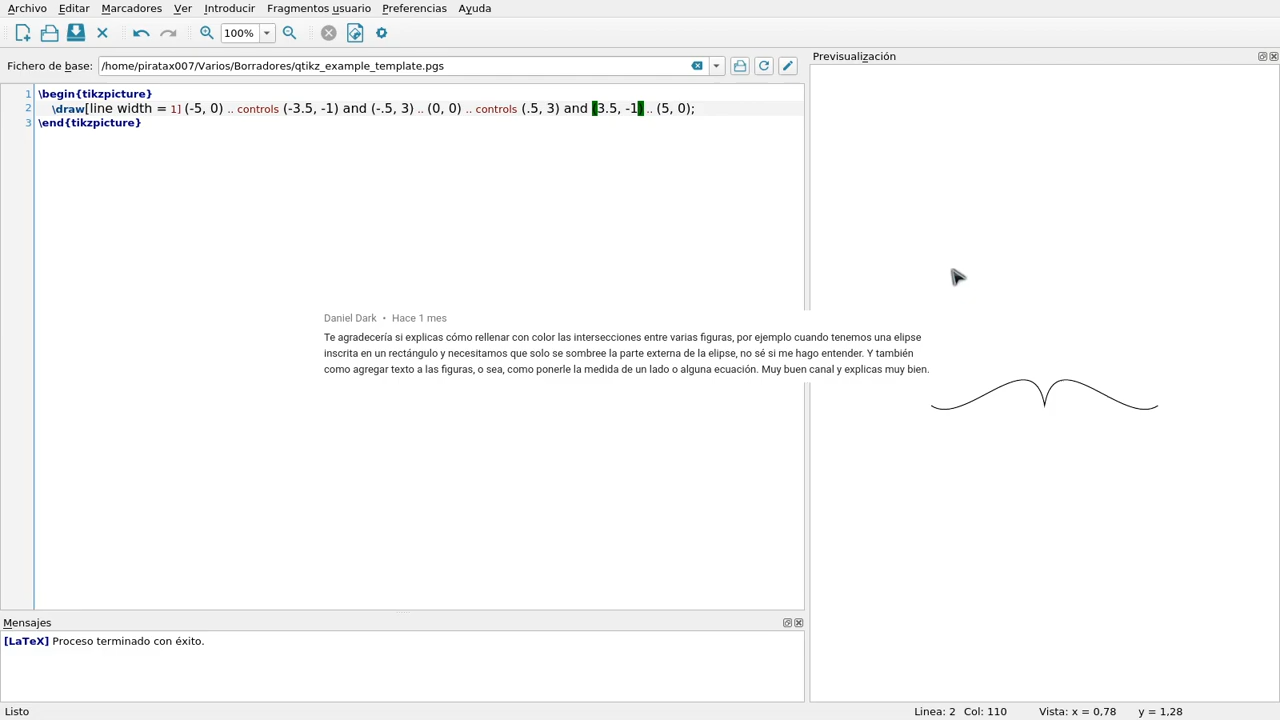 Archivo Editar Marcadores Ver Introducir Fragmentos usuario Preferencias Ayuda
100%
Fichero de base: /home/piratax007/Varios/Borradores/qtikz_example_template.pgs
Previsualización
1 \begin{tikzpicture}
2 \draw[line width = 1] (-5, 0) .. controls (-3.5, -1) and (-.5, 3) .. (0, 0) .. controls (.5, 3) and (3.5, -1) .. (5, 0);
3 \end{tikzpicture}
Daniel Dark • Hace 1 mes
Te agradecería si explicas cómo rellenar con color las intersecciones entre varias figuras, por ejemplo cuando tenemos una elipse
inscrita en un rectángulo y necesitamos que solo se sombree la parte externa de la elipse, no sé si me hago entender. Y también
como agregar texto a las figuras, o sea, como ponerle la medida de un lado o alguna ecuación. Muy buen canal y explicas muy bien.
Mensajes
[LaTeX] Proceso terminado con éxito.
Listo
Linea: 2 Col: 110 Vista: x = 0,78 y = 1,28